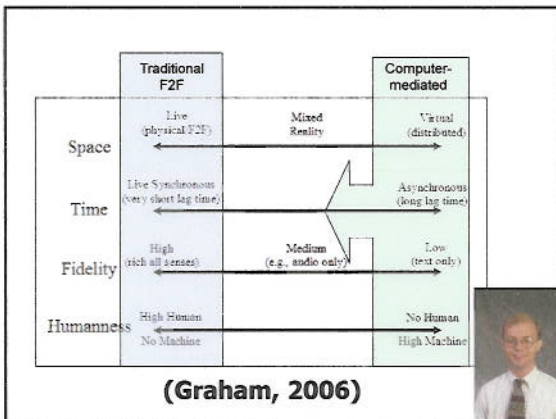 Traditional
F2F
Computer-
mediated
Space
Live
(physical F2F)
Mixed
Reality
Virtual
(distributed)
Time
Live Synchronous
(very short lag time)
Asynchronous
(long lag time)
Fidelity
High
(rich all senses)
Medium
(e.g., audio only)
Low
(text only)
Humanness
High Human
No Machine
No Human
High Machine
(Graham, 2006)